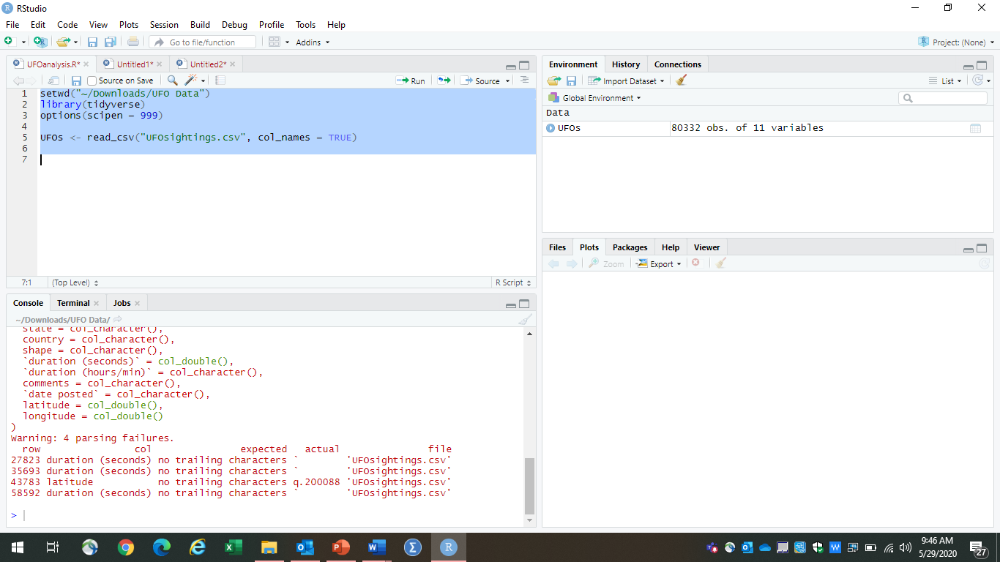 RStudio
File Edit Code View Plots Session Build Debug Profile Tools Help
Go to file/function
Addins
Project: (None)
UFOanalysis.R*
Untitled1*
Untitled2*
Source on Save
Run
Source
1 setwd("~/Downloads/UFO Data")
2 library(tidyverse)
3 options(scipen = 999)
4
5 UFOs <- read_csv("UFOsightings.csv", col_names = TRUE)
6
7
7:1
(Top Level)
R Script
Console
Terminal
Jobs
~/Downloads/UFO Data/
state = col_character(),
country = col_character(),
shape = col_character(),
`duration (seconds)` = col_double(),
`duration (hours/min)` = col_character(),
comments = col_character(),
`date posted` = col_character(),
latitude = col_double(),
longitude = col_double()
)
Warning: 4 parsing failures.
row col expected actual file
27823 duration (seconds) no trailing characters ` 'UFOsightings.csv'
35693 duration (seconds) no trailing characters ` 'UFOsightings.csv'
43783 latitude no trailing characters q.200088 'UFOsightings.csv'
58592 duration (seconds) no trailing characters ` 'UFOsightings.csv'
>
Environment
History
Connections
Import Dataset
List
Global Environment
Data
UFOs
80332 obs. of 11 variables
Files
Plots
Packages
Help
Viewer
Zoom
Export
9:46 AM
5/29/2020
27